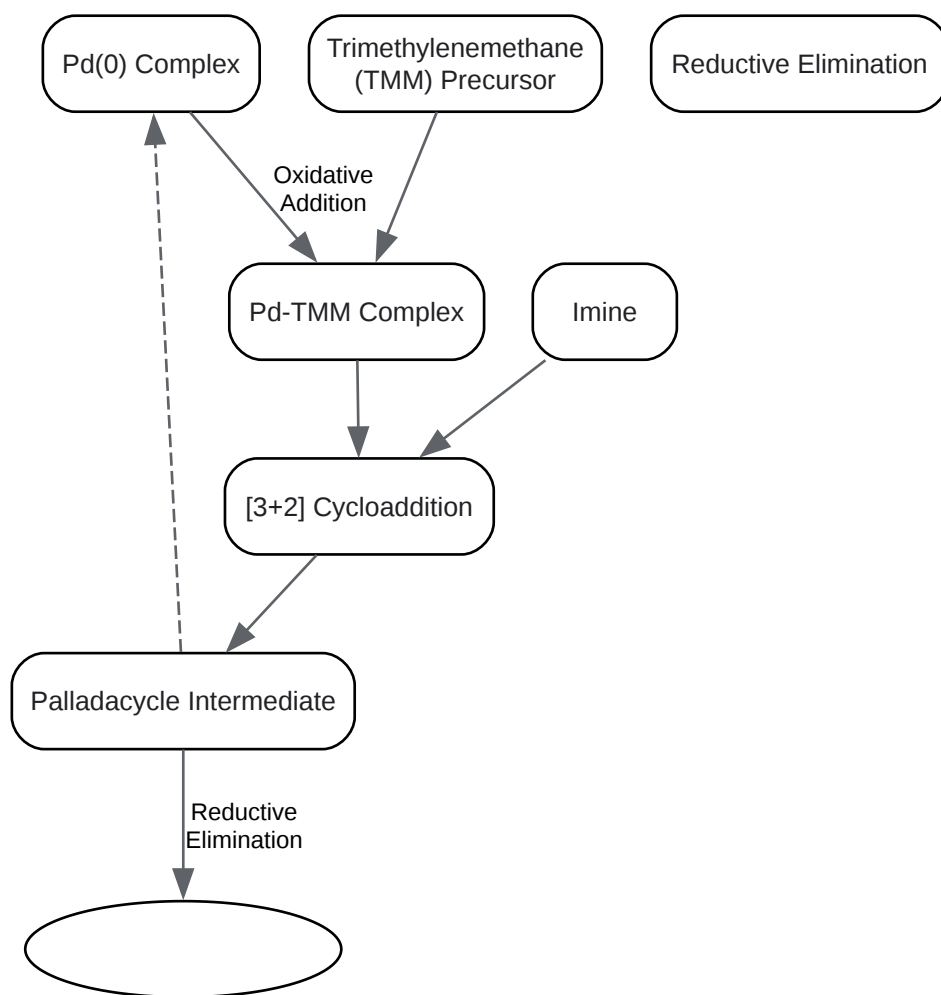 Pd(0) Complex
Trimethylenemethane
(TMM) Precursor
Reductive Elimination
Oxidative
Addition
Pd-TMM Complex
Imine
[3+2] Cycloaddition
Palladacycle Intermediate
Reductive
Elimination